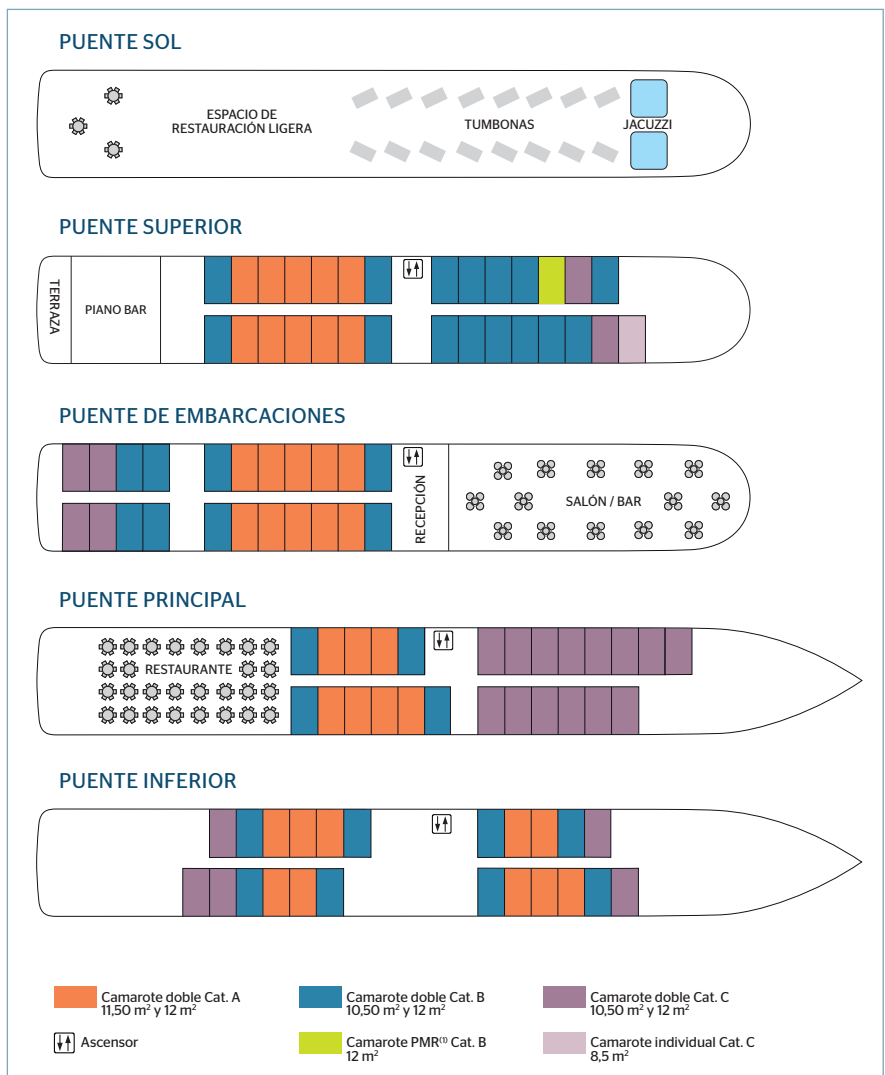 PUENTE SOL
ESPACIO DE
RESTAURACIÓN LIGERA
TUMBONAS
JACUZZI
PUENTE SUPERIOR
TERRAZA
PIANO BAR
PUENTE DE EMBARCACIONES
RECEPCIÓN
SALÓN / BAR
PUENTE PRINCIPAL
RESTAURANTE
PUENTE INFERIOR
Camarote doble Cat. A
11,50 m² y 12 m²
Camarote doble Cat. B
10,50 m² y 12 m²
Camarote doble Cat. C
10,50 m² y 12 m²
Ascensor
Camarote PMR⁽¹⁾ Cat. B
12 m²
Camarote individual Cat. C
8,5 m²